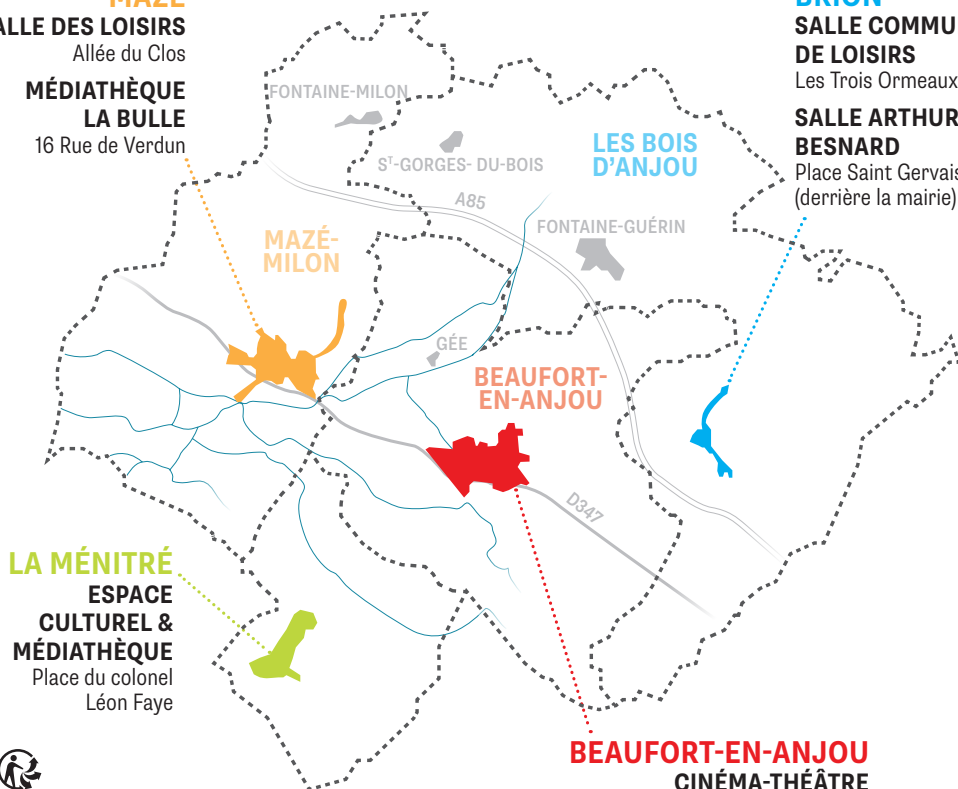 MAZÉ
ALLE DES LOISIRS
Allée du Clos
MÉDIATHÈQUE
LA BULLE
16 Rue de Verdun
BRION
SALLE COMMU
DE LOISIRS
Les Trois Ormeaux
SALLE ARTHUR
BESNARD
Place Saint Gervais
(derrière la mairie)
FONTAINE-MILON
Sᵀ-GORGES- DU-BOIS
LES BOIS
D'ANJOU
A85
FONTAINE-GUÉRIN
MAZÉ-
MILON
GÉE
BEAUFORT-
EN-ANJOU
D347
LA MÉNITRÉ
ESPACE
CULTUREL &
MÉDIATHÈQUE
Place du colonel
Léon Faye
BEAUFORT-EN-ANJOU
CINÉMA-THÉÂTRE